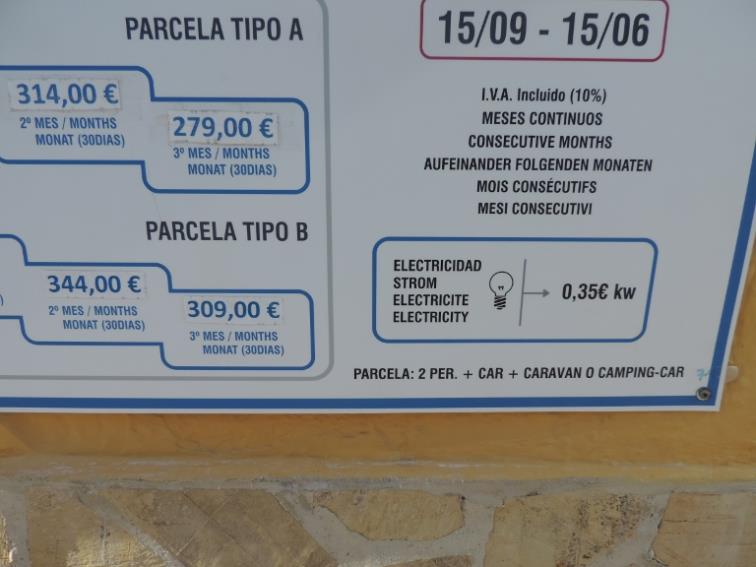 PARCELA TIPO A
314,00 €
2º MES / MONTHS
MONAT (30DIAS)
279,00 €
3º MES / MONTHS
MONAT (30DIAS)
PARCELA TIPO B
344,00 €
2º MES / MONTHS
MONAT (30DIAS)
309,00 €
3º MES / MONTHS
MONAT (30DIAS)
)
15/09 - 15/06
I.V.A. Incluido (10%)
MESES CONTINUOS
CONSECUTIVE MONTHS
AUFEINANDER FOLGENDEN MONATEN
MOIS CONSÉCUTIFS
MESI CONSECUTIVI
ELECTRICIDAD
STROM
ELECTRICITE
ELECTRICITY
0,35€ kw
PARCELA: 2 PER. + CAR + CARAVAN O CAMPING-CAR